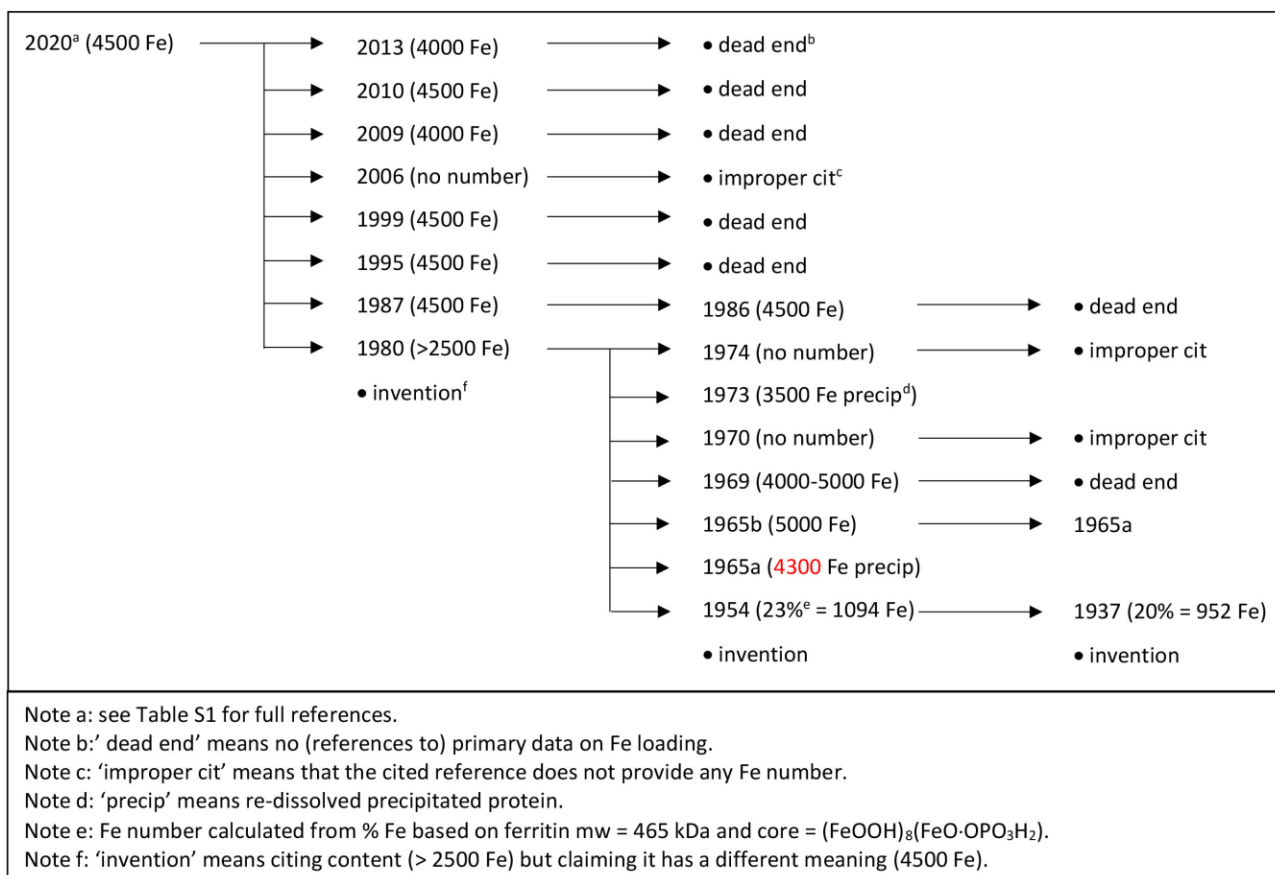 2020a (4500 Fe) 2013 (4000 Fe) • dead endb
2010 (4500 Fe) • dead end
2009 (4000 Fe) • dead end
2006 (no number) • improper citc
1999 (4500 Fe) • dead end
1995 (4500 Fe) • dead end
1987 (4500 Fe) 1986 (4500 Fe) • dead end
1980 (>2500 Fe) 1974 (no number) • improper cit
• inventionf 1973 (3500 Fe precipd)
1970 (no number) • improper cit
1969 (4000-5000 Fe) • dead end
1965b (5000 Fe) 1965a
1965a (4300 Fe precip)
1954 (23%e = 1094 Fe) 1937 (20% = 952 Fe)
• invention • invention
Note a: see Table S1 for full references.
Note b:’ dead end’ means no (references to) primary data on Fe loading.
Note c: ‘improper cit’ means that the cited reference does not provide any Fe number.
Note d: ‘precip’ means re-dissolved precipitated protein.
Note e: Fe number calculated from % Fe based on ferritin mw = 465 kDa and core = (FeOOH)₈(FeO·OPO₃H₂).
Note f: ‘invention’ means citing content (> 2500 Fe) but claiming it has a different meaning (4500 Fe).